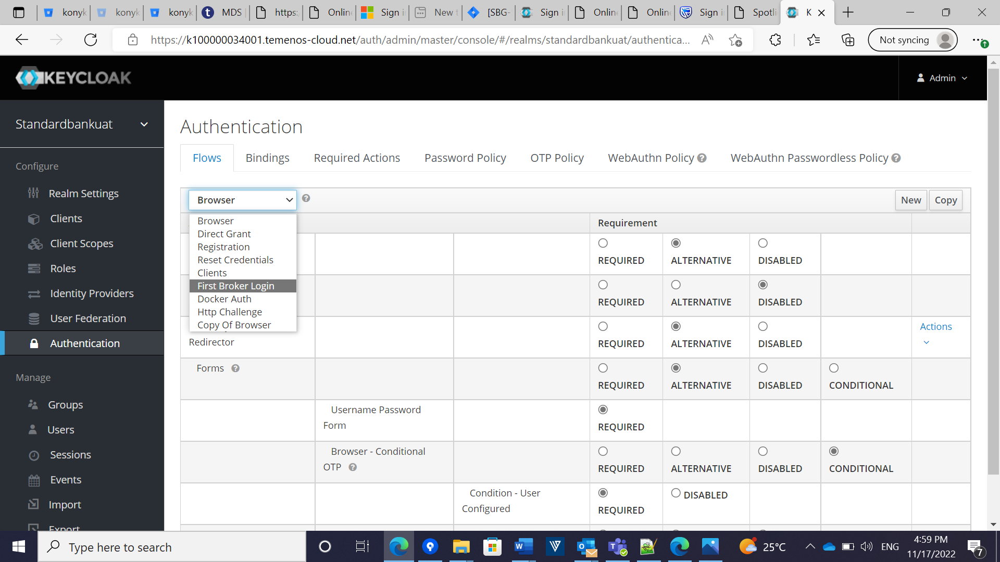 konyk
konyk
konyk
MDS
https:
Online
Sign in
New t
[SBG-
Sign i
Online
Online
Sign i
Spotli
K
https://k100000034001.temenos-cloud.net/auth/admin/master/console/#/realms/standardbankuat/authentica...
Not syncing
KEYCLOAK
Admin
Standardbankuat
Configure
Realm Settings
Clients
Client Scopes
Roles
Identity Providers
User Federation
Authentication
Manage
Groups
Users
Sessions
Events
Import
Export
Authentication
Flows
Bindings
Required Actions
Password Policy
OTP Policy
WebAuthn Policy
WebAuthn Passwordless Policy
Browser
New
Copy
Browser
Direct Grant
Registration
Reset Credentials
Clients
First Broker Login
Docker Auth
Http Challenge
Copy Of Browser
Requirement
REQUIRED ALTERNATIVE DISABLED
REQUIRED ALTERNATIVE DISABLED
Redirector
REQUIRED ALTERNATIVE DISABLED
Actions
Forms
REQUIRED ALTERNATIVE DISABLED CONDITIONAL
Username Password
Form
REQUIRED
Browser - Conditional
OTP
REQUIRED ALTERNATIVE DISABLED CONDITIONAL
Condition - User
Configured
REQUIRED DISABLED
Type here to search
25°C
ENG
4:59 PM
11/17/2022
7